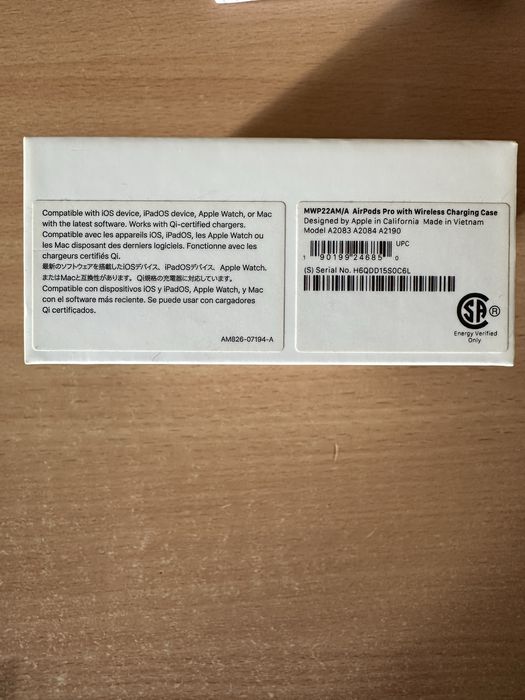 Compatible with iOS device, iPadOS device, Apple Watch, or Mac
with the latest software. Works with Qi-certified chargers.
Compatible avec les appareils iOS, iPadOS, les Apple Watch ou
les Mac disposant des derniers logiciels. Fonctionne avec les
chargeurs certifiés Qi.
最新のソフトウェアを搭載したiOSデバイス、iPadOSデバイス、Apple Watch、
またはMacと互換性があります。Qi規格の充電器に対応しています。
Compatible con dispositivos iOS y iPadOS, Apple Watch, y Mac
con el software más reciente. Se puede usar con cargadores
Qi certificados.
AM826-07194-A
MWP22AM/A AirPods Pro with Wireless Charging Case
Designed by Apple in California Made in Vietnam
Model A2083 A2084 A2190
UPC
1 90199 24685 0
(S) Serial No. H6QDD15S0C6L
SA ®
Energy Verified
Only